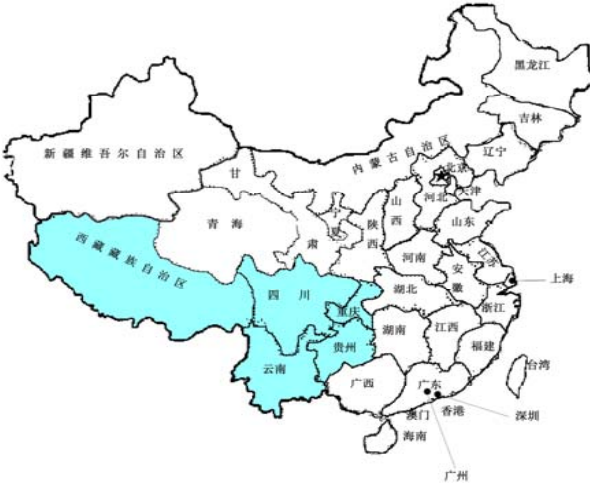 黑龙江
吉林
辽宁
内蒙古自治区
新疆维吾尔自治区
北京
天津
河北
甘
肃
宁
夏
山
西
陕
西
青海
山东
河南
江苏
安
徽
上海
西藏藏族自治区
四川
重庆
湖北
浙江
湖南
江西
贵州
福建
云南
台湾
广西
广东
澳门
香港
深圳
海南
广州